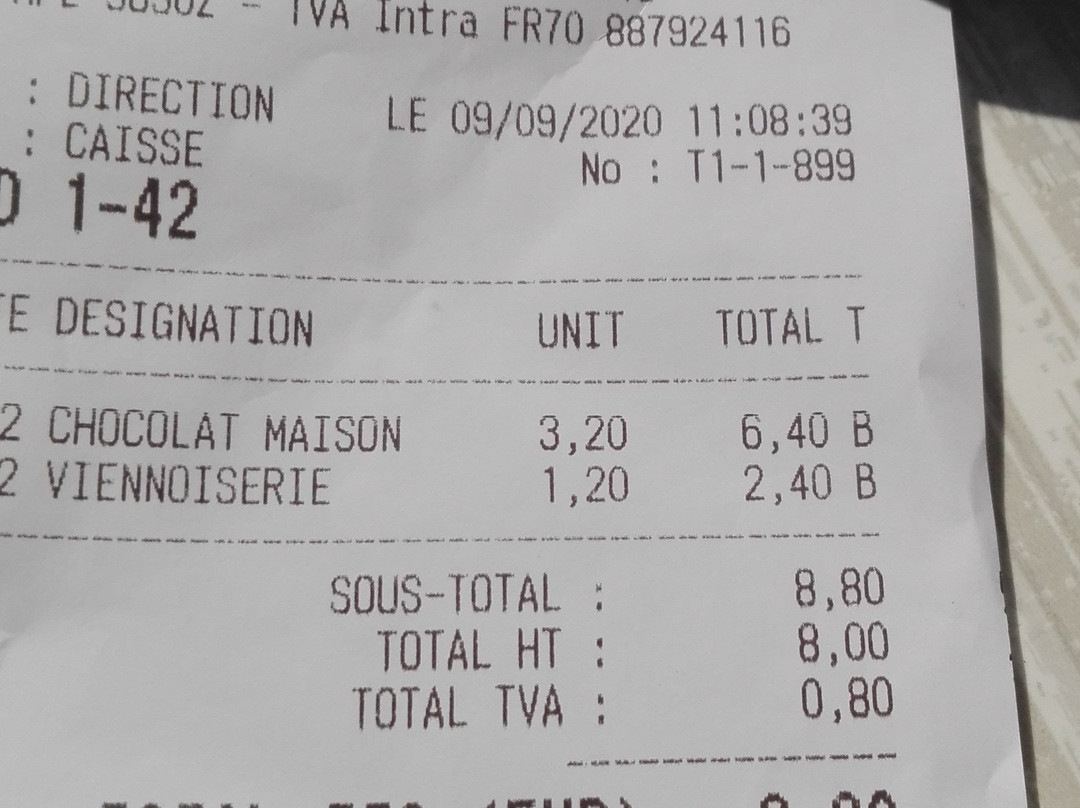 TVA Intra FR70 887924116
: DIRECTION LE 09/09/2020 11:08:39
: CAISSE No : T1-1-899
1-42
TE DESIGNATION UNIT TOTAL T
2 CHOCOLAT MAISON 3,20 6,40 B
2 VIENNOISERIE 1,20 2,40 B
SOUS-TOTAL : 8,80
TOTAL HT : 8,00
TOTAL TVA : 0,80